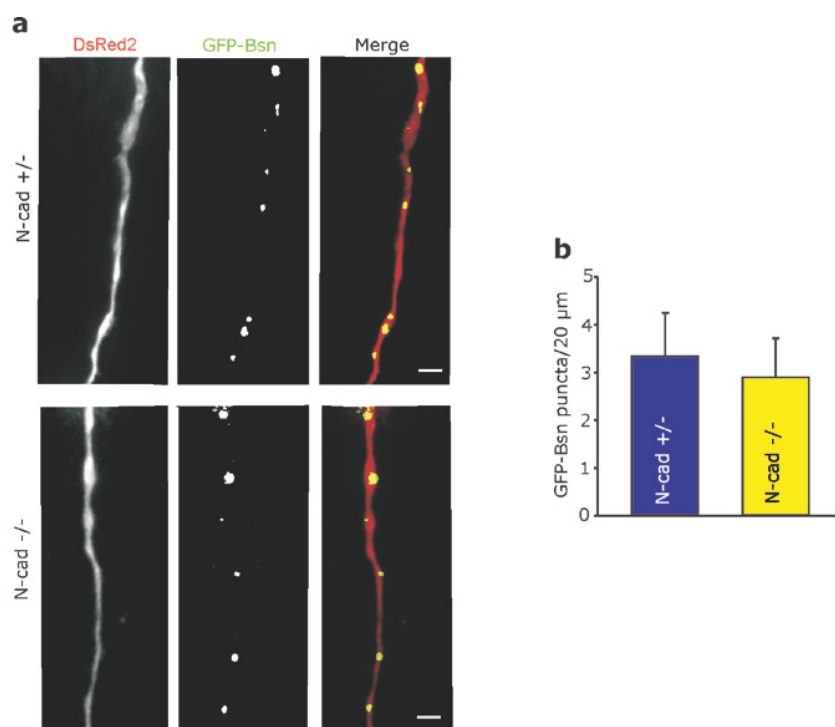 a
DsRed2 GFP-Bsn Merge
N-cad +/-
N-cad -/-
b
GFP-Bsn puncta/20 μm
5
4
3
2
1
0
N-cad +/-
N-cad -/-